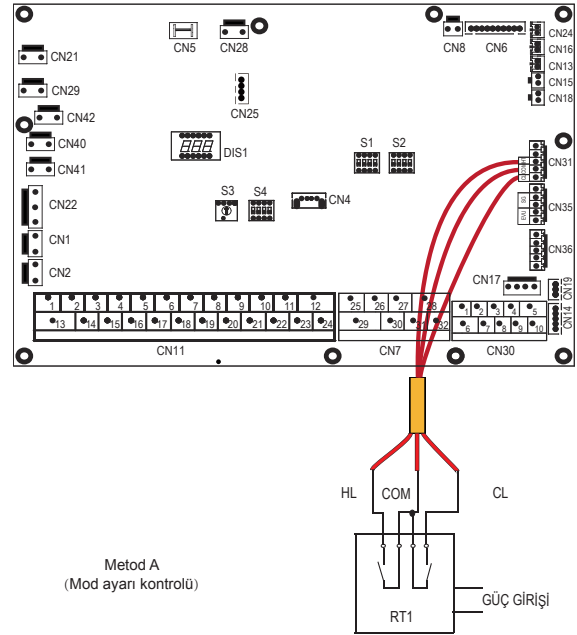 CN5
CN28
CN8
CN6
CN24
CN16
CN13
CN15
CN18
CN21
CN29
CN42
CN40
CN41
CN22
CN1
CN2
CN25
DIS1
S1 S2
S3 S4
CN4
CN31
CN35
SG
EVU
CN36
CN17
CN19
CN14
1 2 3 4 5 6 7 8 9 10 11 12
13 14 15 16 17 18 19 20 21 22 23 24
CN11
25 26 27 28
29 30 31 32
CN7
1 2 3 4 5
6 7 8 9 10
CN30
HL COM CL
RT1
GÜÇ GİRİŞİ
Metod A
(Mod ayarı kontrolü)